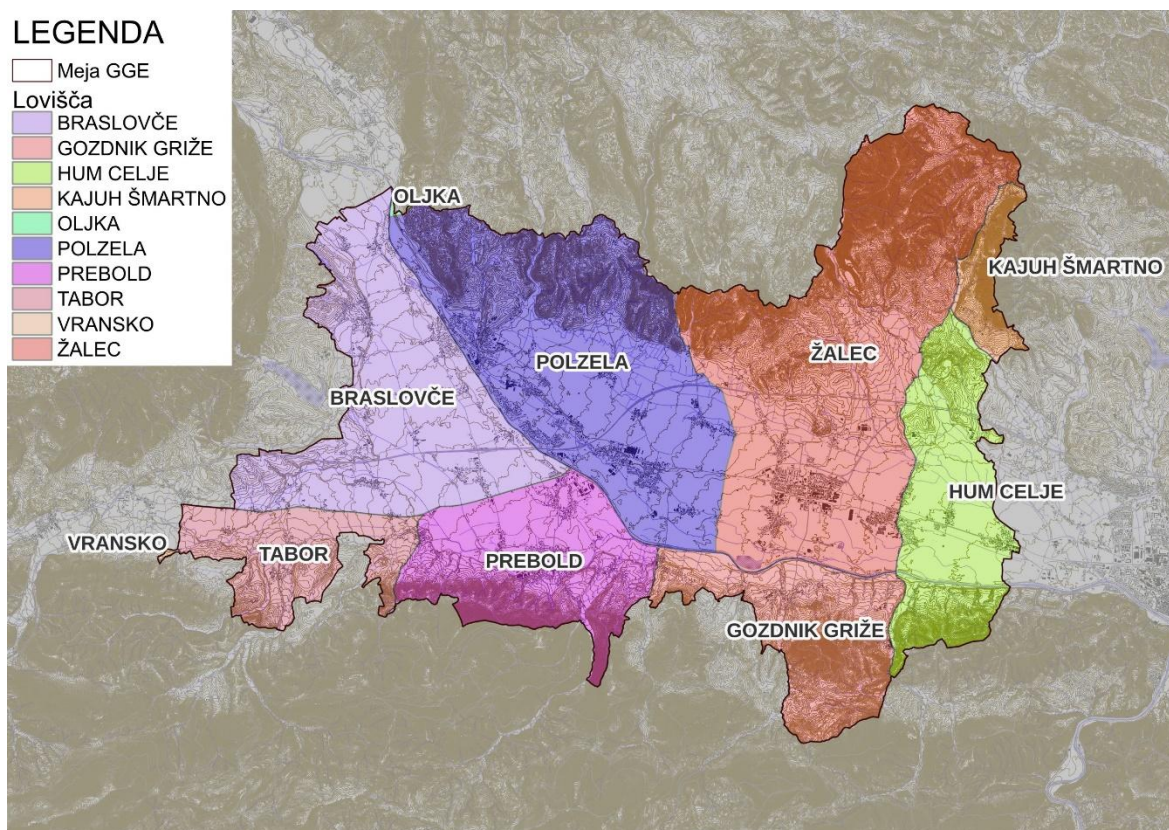 LEGENDA
Meja GGE
Lovišča
BRASLOVČE
GOZDNIK GRIŽE
HUM CELJE
KAJUH ŠMARTNO
OLJKA
POLZELA
PREBOLD
TABOR
VRANSKO
ŽALEC
OLJKA
KAJUH ŠMARTNO
ŽALEC
POLZELA
BRASLOVČE
HUM CELJE
VRANSKO
TABOR
PREBOLD
GOZDNIK GRIŽE